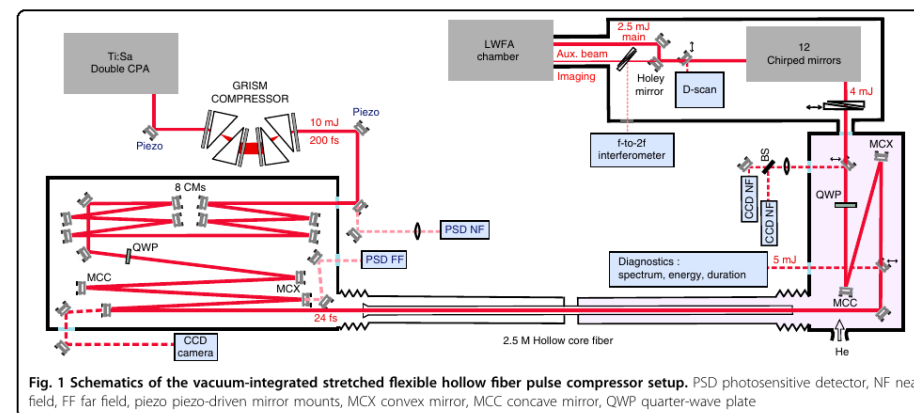 Ti:Sa
Double CPA
GRISM
COMPRESSOR
Piezo
10 mJ
200 fs
Piezo
LWFA
chamber
2.5 mJ
main
Aux. beam
Imaging
Holey
mirror
D-scan
12
Chirped mirrors
4 mJ
f-to-2f
interferometer
MCX
BS
CCD NF
CCD NF
QWP
8 CMs
PSD NF
QWP
PSD FF
MCC
MCX
24 fs
Diagnostics :
spectrum, energy, duration
5 mJ
MCC
CCD
camera
2.5 M Hollow core fiber
He
Fig. 1 Schematics of the vacuum-integrated stretched flexible hollow fiber pulse compressor setup. PSD photosensitive detector, NF nea
field, FF far field, piezo piezo-driven mirror mounts, MCX convex mirror, MCC concave mirror, QWP quarter-wave plate